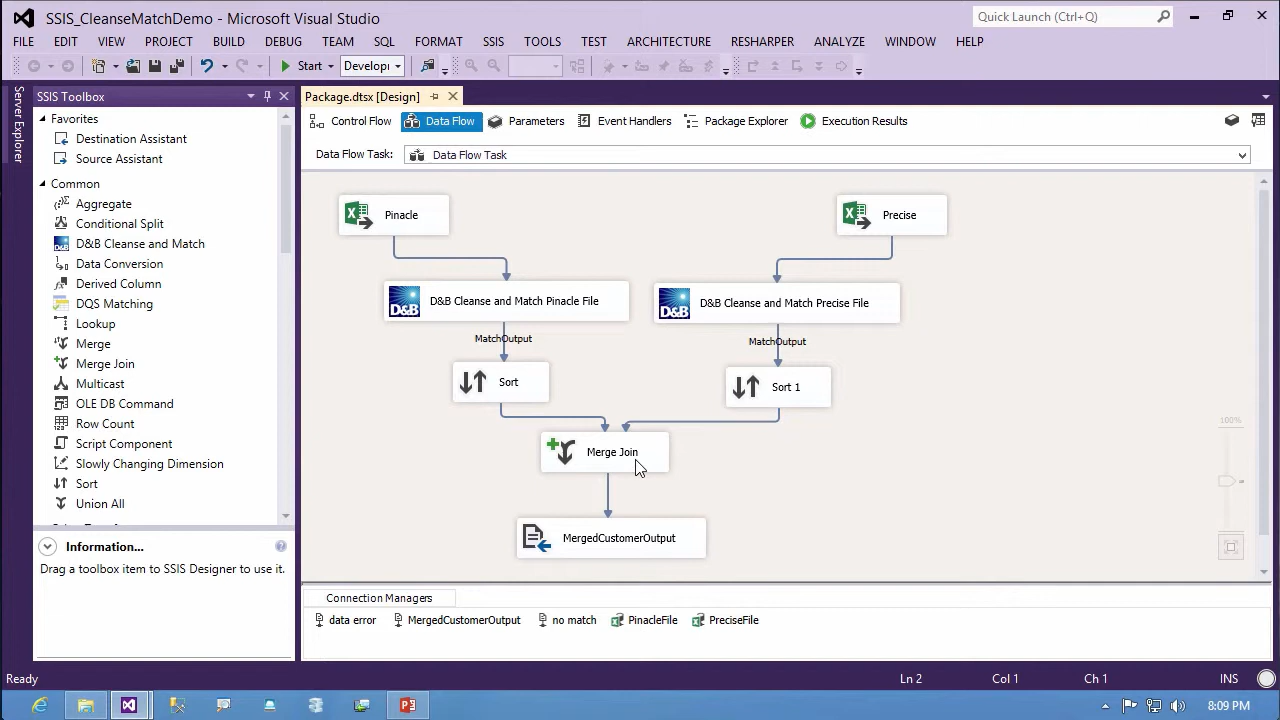 SSIS_CleanseMatchDemo - Microsoft Visual Studio
Quick Launch (Ctrl+Q)
FILE EDIT VIEW PROJECT BUILD DEBUG TEAM SQL FORMAT SSIS TOOLS TEST ARCHITECTURE RESHARPER ANALYZE WINDOW HELP
Start
Develop
Server Explorer
SSIS Toolbox
Favorites
Destination Assistant
Source Assistant
Common
Aggregate
Conditional Split
D&B Cleanse and Match
Data Conversion
Derived Column
DQS Matching
Lookup
Merge
Merge Join
Multicast
OLE DB Command
Row Count
Script Component
Slowly Changing Dimension
Sort
Union All
Information...
Drag a toolbox item to SSIS Designer to use it.
Package.dtsx [Design]
Control Flow Data Flow Parameters Event Handlers Package Explorer Execution Results
Data Flow Task: Data Flow Task
Pinacle
Precise
D&B D&B Cleanse and Match Pinacle File
D&B D&B Cleanse and Match Precise File
MatchOutput
MatchOutput
Sort
Sort 1
Merge Join
MergedCustomerOutput
100%
Connection Managers
data error MergedCustomerOutput no match PinacleFile PreciseFile
Ready Ln 2 Col 1 Ch 1 INS
8:09 PM